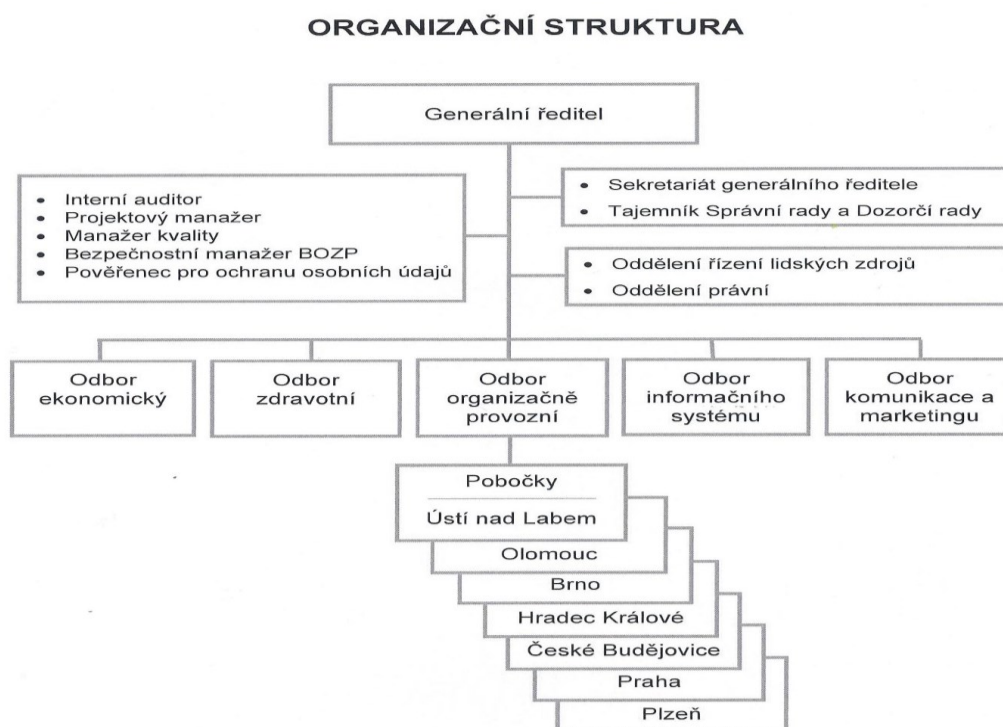 ORGANIZAČNÍ STRUKTURA
Generální ředitel
• Interní auditor
• Projektový manažer
• Manažer kvality
• Bezpečnostní manažer BOZP
• Pověřenec pro ochranu osobních údajů
• Sekretariát generálního ředitele
• Tajemník Správní rady a Dozorčí rady
• Oddělení řízení lidských zdrojů
• Oddělení právní
Odbor
ekonomický
Odbor
zdravotní
Odbor
organizačně
provozní
Odbor
informačního
systému
Odbor
komunikace a
marketingu
Pobočky
Ústí nad Labem
Olomouc
Brno
Hradec Králové
České Budějovice
Praha
Plzeň